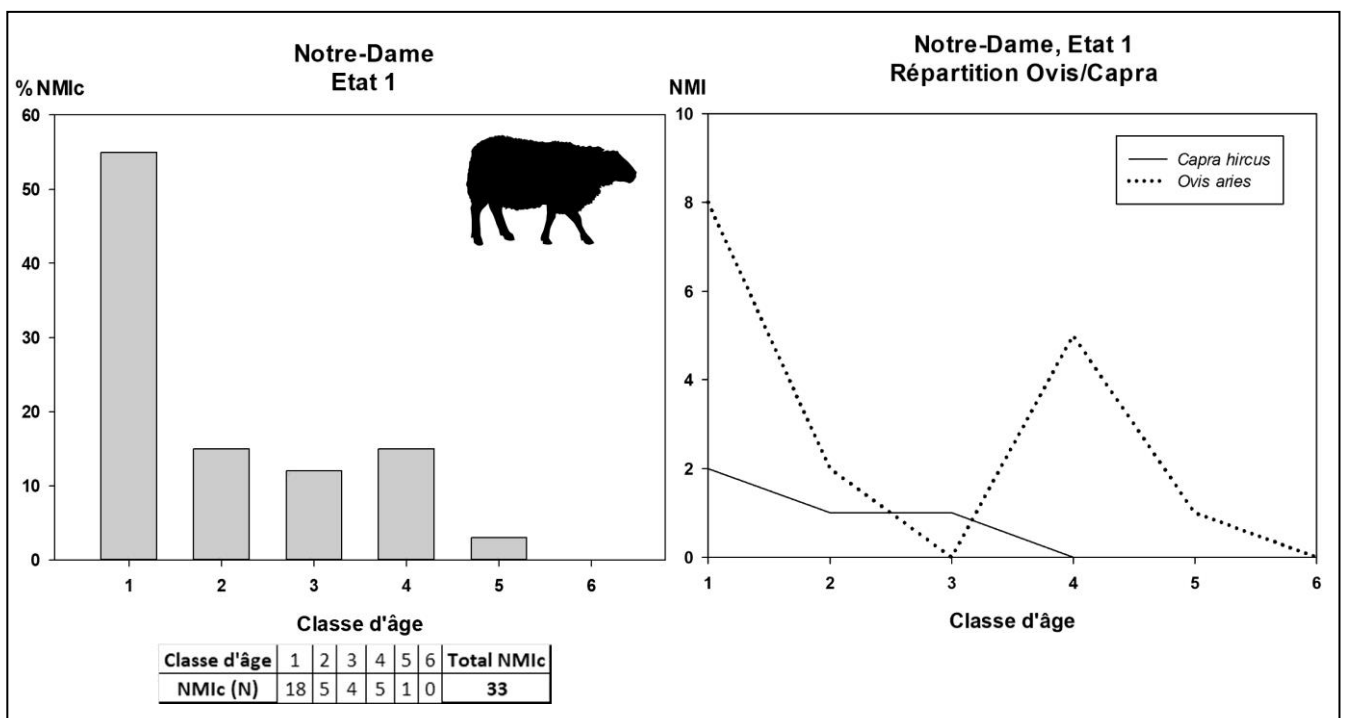 Notre-Dame
Etat 1
% NMIc
60
50
40
30
20
10
0
1 2 3 4 5 6
Classe d'âge
Classe d'âge 1 2 3 4 5 6 Total NMIc
NMIc (N) 18 5 4 5 1 0 33
Notre-Dame, Etat 1
Répartition Ovis/Capra
NMI
10
8
6
4
2
0
Capra hircus
Ovis aries
1 2 3 4 5 6
Classe d'âge